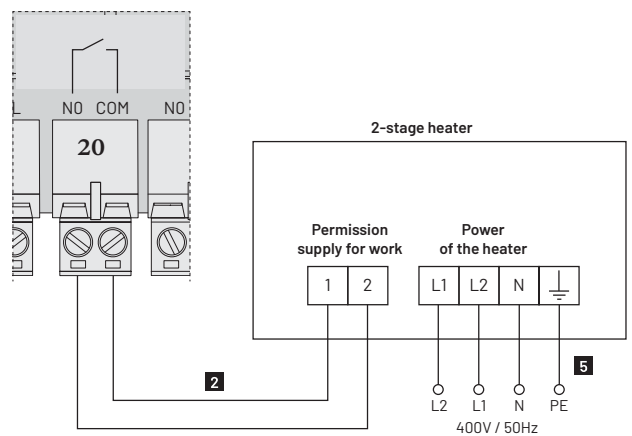 L NO COM NO
20
2-stage heater
Permission
supply for work
Power
of the heater
1 2
L1 L2 N
2
5
L2 L1 N PE
400V / 50Hz